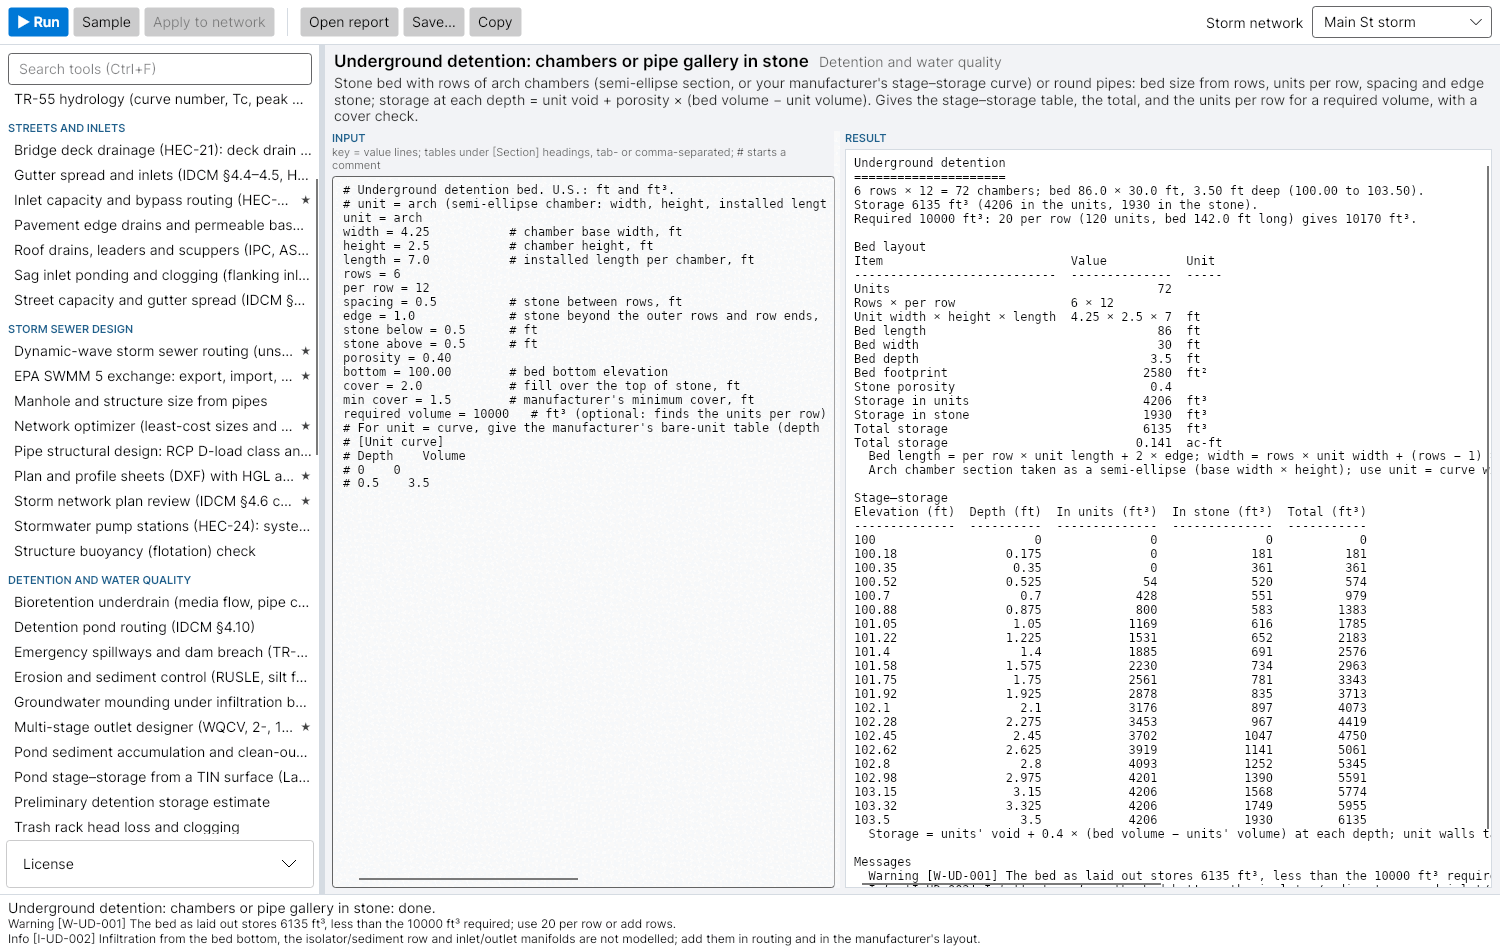 Run Sample Apply to network Open report Save... Copy Storm network Main St storm
Search tools (Ctrl+F)
TR-55 hydrology (curve number, Tc, peak ...
STREETS AND INLETS
Bridge deck drainage (HEC-21): deck drain ...
Gutter spread and inlets (IDCM §4.4–4.5, H...
Inlet capacity and bypass routing (HEC-... ★
Pavement edge drains and permeable bas...
Roof drains, leaders and scuppers (IPC, AS...
Sag inlet ponding and clogging (flanking inl...
Street capacity and gutter spread (IDCM §...
STORM SEWER DESIGN
Dynamic-wave storm sewer routing (uns... ★
EPA SWMM 5 exchange: export, import, ... ★
Manhole and structure size from pipes
Network optimizer (least-cost sizes and ... ★
Pipe structural design: RCP D-load class an...
Plan and profile sheets (DXF) with HGL a... ★
Storm network plan review (IDCM §4.6 c... ★
Stormwater pump stations (HEC-24): syste...
Structure buoyancy (flotation) check
DETENTION AND WATER QUALITY
Bioretention underdrain (media flow, pipe c...
Detention pond routing (IDCM §4.10)
Emergency spillways and dam breach (TR-...
Erosion and sediment control (RUSLE, silt f...
Groundwater mounding under infiltration b...
Multi-stage outlet designer (WQCV, 2-, 1... ★
Pond sediment accumulation and clean-ou...
Pond stage–storage from a TIN surface (La...
Preliminary detention storage estimate
Trash rack head loss and clogging
License
Underground detention: chambers or pipe gallery in stone Detention and water quality
Stone bed with rows of arch chambers (semi-ellipse section, or your manufacturer's stage–storage curve) or round pipes: bed size from rows, units per row, spacing and edge
stone; storage at each depth = unit void + porosity × (bed volume − unit volume). Gives the stage–storage table, the total, and the units per row for a required volume, with a
cover check.
INPUT
key = value lines; tables under [Section] headings, tab- or comma-separated; # starts a
comment
# Underground detention bed. U.S.: ft and ft³.
# unit = arch (semi-ellipse chamber: width, height, installed lengt
unit = arch
width = 4.25 # chamber base width, ft
height = 2.5 # chamber height, ft
length = 7.0 # installed length per chamber, ft
rows = 6
per row = 12
spacing = 0.5 # stone between rows, ft
edge = 1.0 # stone beyond the outer rows and row ends,
stone below = 0.5 # ft
stone above = 0.5 # ft
porosity = 0.40
bottom = 100.00 # bed bottom elevation
cover = 2.0 # fill over the top of stone, ft
min cover = 1.5 # manufacturer's minimum cover, ft
required volume = 10000 # ft³ (optional: finds the units per row)
# For unit = curve, give the manufacturer's bare-unit table (depth
# [Unit curve]
# Depth Volume
# 0 0
# 0.5 3.5
RESULT
Underground detention
=====================
6 rows × 12 = 72 chambers; bed 86.0 × 30.0 ft, 3.50 ft deep (100.00 to 103.50).
Storage 6135 ft³ (4206 in the units, 1930 in the stone).
Required 10000 ft³: 20 per row (120 units, bed 142.0 ft long) gives 10170 ft³.
Bed layout
Item Value Unit
---------------------------- -------------- -----
Units 72
Rows × per row 6 × 12
Unit width × height × length 4.25 × 2.5 × 7 ft
Bed length 86 ft
Bed width 30 ft
Bed depth 3.5 ft
Bed footprint 2580 ft²
Stone porosity 0.4
Storage in units 4206 ft³
Storage in stone 1930 ft³
Total storage 6135 ft³
Total storage 0.141 ac-ft
Bed length = per row × unit length + 2 × edge; width = rows × unit width + (rows − 1)
Arch chamber section taken as a semi-ellipse (base width × height); use unit = curve w
Stage—storage
Elevation (ft) Depth (ft) In units (ft³) In stone (ft³) Total (ft³)
-------------- ---------- -------------- -------------- -----------
100 0 0 0 0
100.18 0.175 0 181 181
100.35 0.35 0 361 361
100.52 0.525 54 520 574
100.7 0.7 428 551 979
100.88 0.875 800 583 1383
101.05 1.05 1169 616 1785
101.22 1.225 1531 652 2183
101.4 1.4 1885 691 2576
101.58 1.575 2230 734 2963
101.75 1.75 2561 781 3343
101.92 1.925 2878 835 3713
102.1 2.1 3176 897 4073
102.28 2.275 3453 967 4419
102.45 2.45 3702 1047 4750
102.62 2.625 3919 1141 5061
102.8 2.8 4093 1252 5345
102.98 2.975 4201 1390 5591
103.15 3.15 4206 1568 5774
103.32 3.325 4206 1749 5955
103.5 3.5 4206 1930 6135
Storage = units' void + 0.4 × (bed volume − units' volume) at each depth; unit walls t
Messages
Warning [W-UD-001] The bed as laid out stores 6135 ft³, less than the 10000 ft³ requir
Underground detention: chambers or pipe gallery in stone: done.
Warning [W-UD-001] The bed as laid out stores 6135 ft³, less than the 10000 ft³ required; use 20 per row or add rows.
Info [I-UD-002] Infiltration from the bed bottom, the isolator/sediment row and inlet/outlet manifolds are not modelled; add them in routing and in the manufacturer's layout.